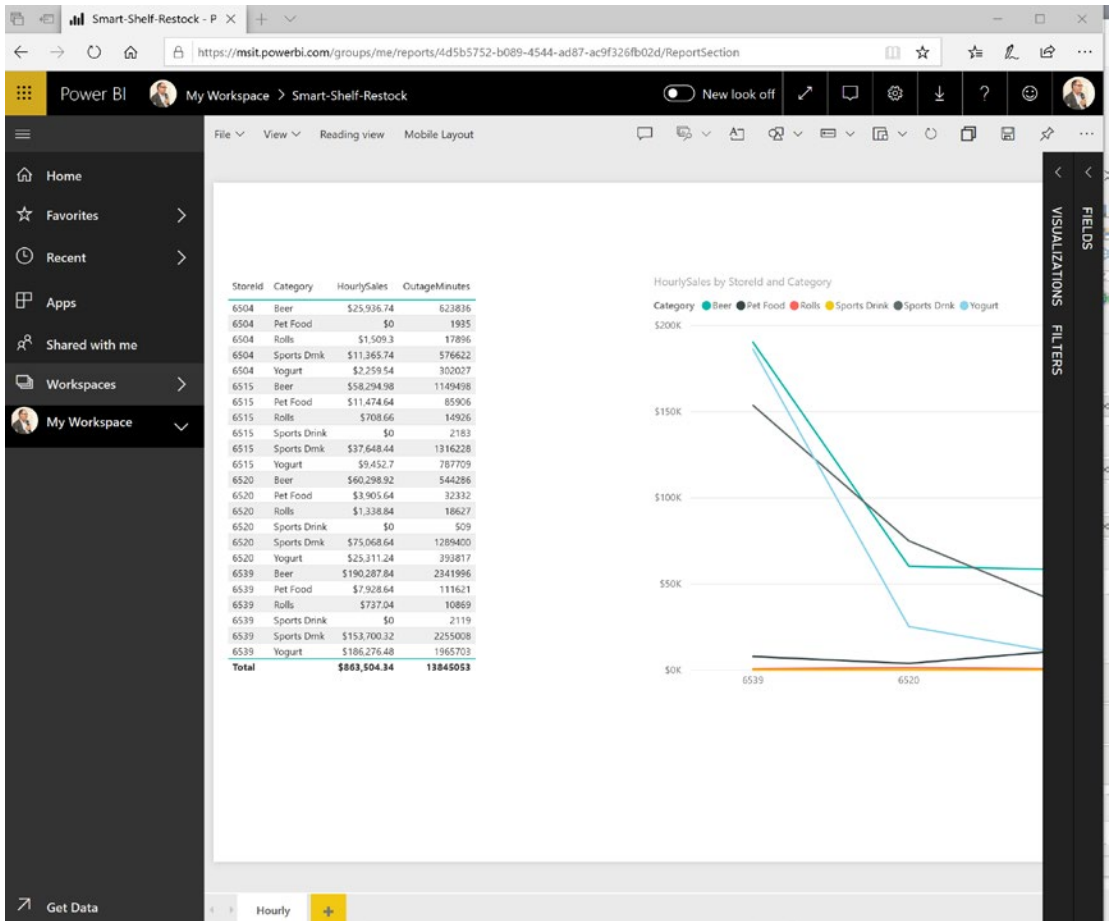 Smart-Shelf-Restock - P
https://msit.powerbi.com/groups/me/reports/4d5b5752-b089-4544-ad87-ac9f326fb02d/ReportSection
Power BI My Workspace > Smart-Shelf-Restock New look off
File View Reading view Mobile Layout
Home
Favorites
Recent
Apps
Shared with me
Workspaces
My Workspace
Get Data
StoreId Category HourlySales OutageMinutes
6504 Beer $25,936.74 623836
6504 Pet Food $0 1935
6504 Rolls $1,509.3 17896
6504 Sports Drnk $11,365.74 576622
6504 Yogurt $2,259.54 302027
6515 Beer $58,294.98 1149498
6515 Pet Food $11,474.64 85906
6515 Rolls $708.66 14926
6515 Sports Drink $0 2183
6515 Sports Drnk $37,648.44 1316228
6515 Yogurt $9,452.7 787709
6520 Beer $60,298.92 544286
6520 Pet Food $3,905.64 32332
6520 Rolls $1,338.84 18627
6520 Sports Drink $0 509
6520 Sports Drnk $75,068.64 1289400
6520 Yogurt $25,311.24 393817
6539 Beer $190,287.84 2341996
6539 Pet Food $7,928.64 111621
6539 Rolls $737.04 10869
6539 Sports Drink $0 2119
6539 Sports Drnk $153,700.32 2255008
6539 Yogurt $186,276.48 1965703
Total $863,504.34 13845053
HourlySales by StoreId and Category
Category Beer Pet Food Rolls Sports Drink Sports Drnk Yogurt
$200K
$150K
$100K
$50K
$0K
6539 6520
VISUALIZATIONS
FILTERS
FIELDS
Hourly